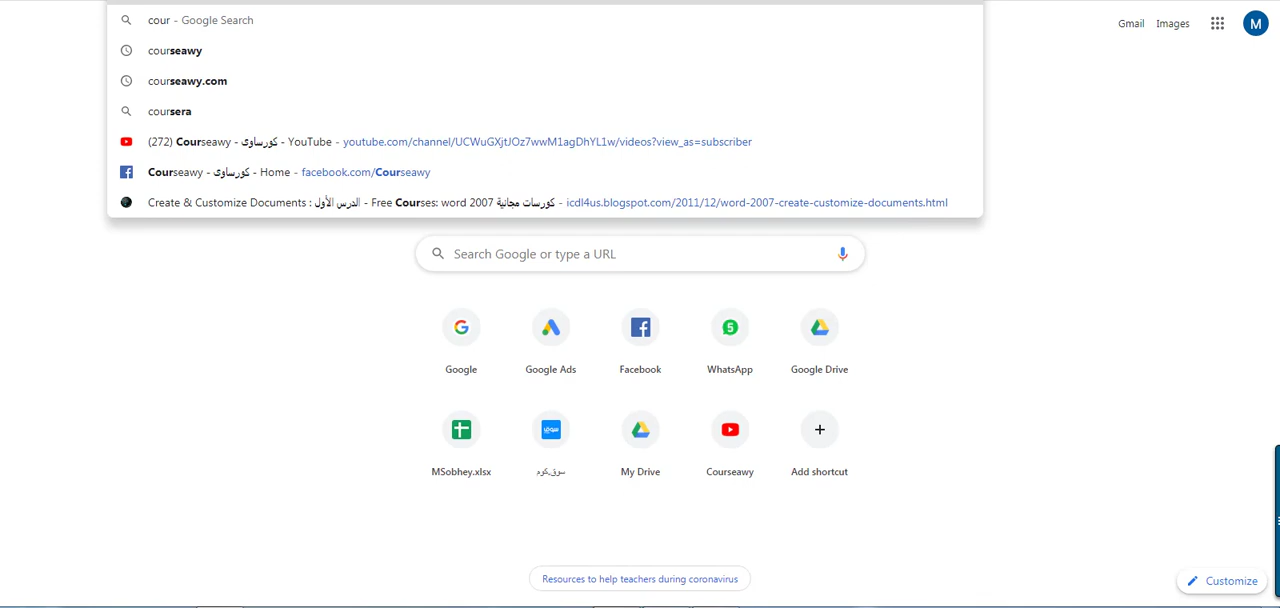 cour - Google Search
Gmail Images M
courseawy
courseawy.com
coursera
(272) Courseawy - كورساوى - YouTube - youtube.com/channel/UCWuGXjtJOz7wwM1agDhYL1w/videos?view_as=subscriber
Courseawy - كورساوى - Home - facebook.com/Courseawy
Create & Customize Documents : الدرس الأول - Free Courses: word 2007 كورسات مجانية - icdl4us.blogspot.com/2011/12/word-2007-create-customize-documents.html
Search Google or type a URL
Google Google Ads Facebook WhatsApp Google Drive
MSobhey.xlsx سوق.كوم My Drive Courseawy Add shortcut
Resources to help teachers during coronavirus
Customize